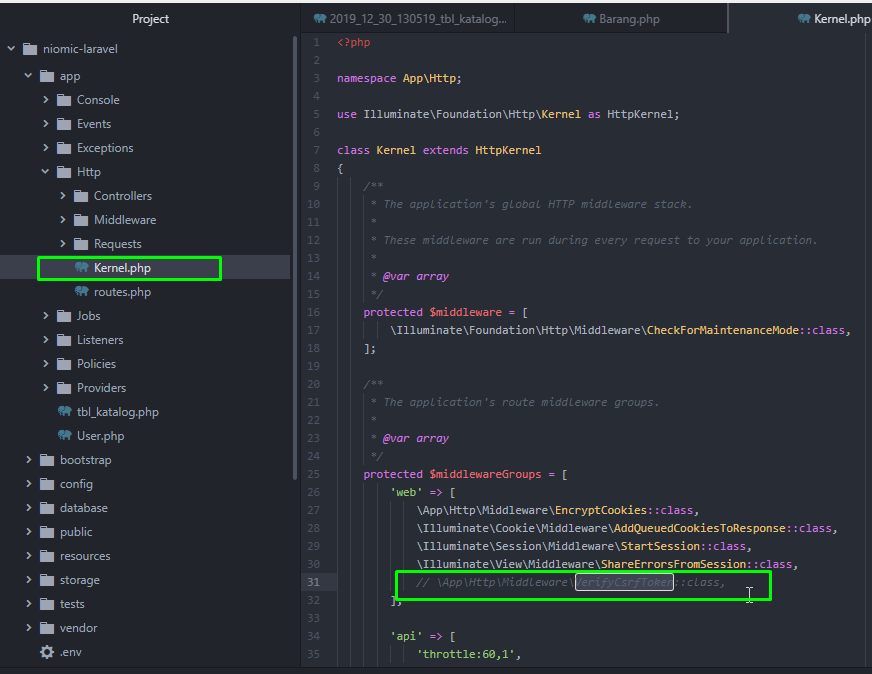 Project
niomic-laravel
app
Console
Events
Exceptions
Http
Controllers
Middleware
Requests
Kernel.php
routes.php
Jobs
Listeners
Policies
Providers
tbl_katalog.php
User.php
bootstrap
config
database
public
resources
storage
tests
vendor
.env
2019_12_30_130519_tbl_katalog...
Barang.php
Kernel.php
1 <?php
2
3 namespace App\Http;
4
5 use Illuminate\Foundation\Http\Kernel as HttpKernel;
6
7 class Kernel extends HttpKernel
8 {
9 /**
10 * The application's global HTTP middleware stack.
11 *
12 * These middleware are run during every request to your application.
13 *
14 * @var array
15 */
16 protected $middleware = [
17 \Illuminate\Foundation\Http\Middleware\CheckForMaintenanceMode::class,
18 ];
19
20 /**
21 * The application's route middleware groups.
22 *
23 * @var array
24 */
25 protected $middlewareGroups = [
26 'web' => [
27 \App\Http\Middleware\EncryptCookies::class,
28 \Illuminate\Cookie\Middleware\AddQueuedCookiesToResponse::class,
29 \Illuminate\Session\Middleware\StartSession::class,
30 \Illuminate\View\Middleware\ShareErrorsFromSession::class,
31 // \App\Http\Middleware\VerifyCsrfToken::class,
32 ],
33
34 'api' => [
35 'throttle:60,1',